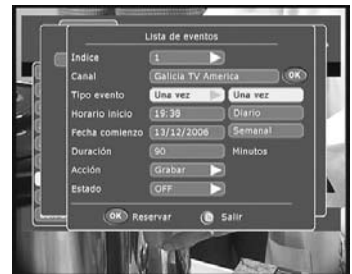 Lista de eventos
Indice 1
Canal Galicia TV America OK
Tipo evento Una vez Una vez
Horario inicio 19:38 Diario
Fecha comienzo 13/12/2006 Semanal
Duración 90 Minutos
Acción Grabar
Estado OFF
OK Reservar Salir